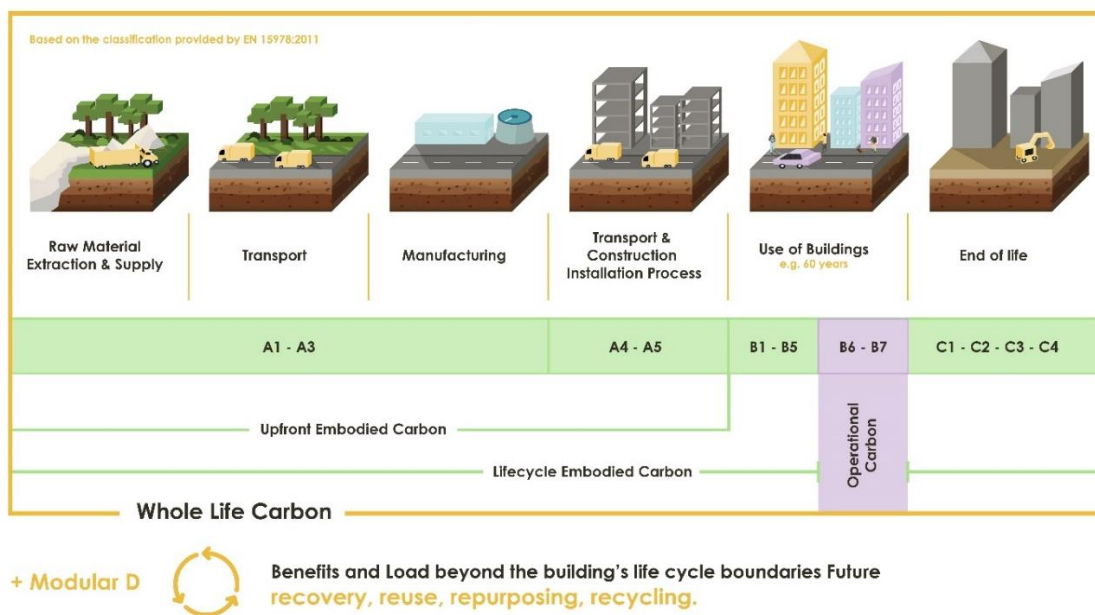 Based on the classification provided by EN 15978:2011
Raw Material
Extraction & Supply
Transport
Manufacturing
Transport &
Construction
Installation Process
Use of Buildings
e.g. 60 years
End of life
A1 - A3
A4 - A5
B1 - B5
B6 - B7
C1 - C2 - C3 - C4
Upfront Embodied Carbon
Lifecycle Embodied Carbon
Operational
Carbon
Whole Life Carbon
+ Modular D
Benefits and Load beyond the building's life cycle boundaries Future
recovery, reuse, repurposing, recycling.